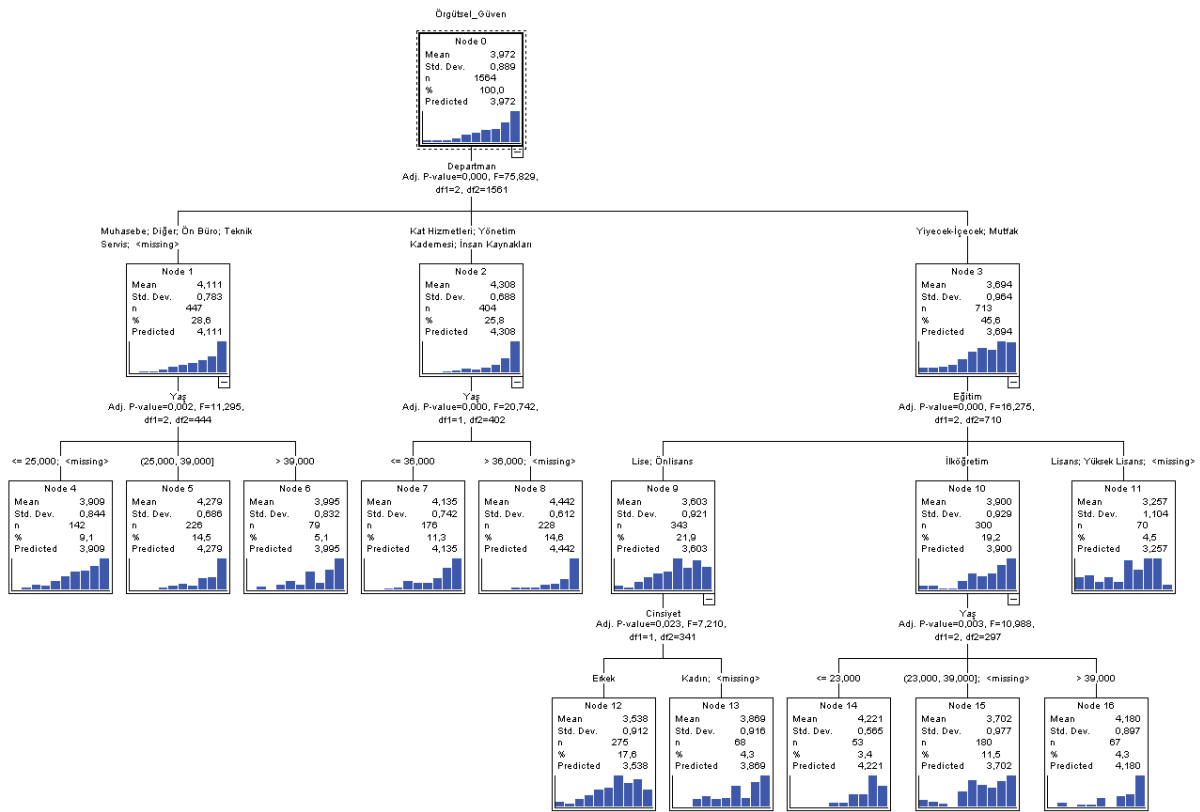 Örgütsel_Güven
Node 0
Mean 3,972
Std. Dev. 0,889
n 1564
% 100,0
Predicted 3,972
Departman
Adj. P-value=0,000, F=75,829,
df1=2, df2=1561
Muhasebe; Diğer; Ön Büro; Teknik
Servis; <missing>
Kat Hizmetleri; Yönetim
Kademesi; İnsan Kaynakları
Yiyecek-İçecek; Mutfak
Node 1
Mean 4,111
Std. Dev. 0,783
n 447
% 28,6
Predicted 4,111
Node 2
Mean 4,308
Std. Dev. 0,688
n 404
% 25,8
Predicted 4,308
Node 3
Mean 3,694
Std. Dev. 0,964
n 713
% 45,6
Predicted 3,694
Yaş
Adj. P-value=0,002, F=11,295,
df1=2, df2=444
Yaş
Adj. P-value=0,000, F=20,742,
df1=1, df2=402
Eğitim
Adj. P-value=0,000, F=16,275,
df1=2, df2=710
<= 25,000; <missing>
(25,000, 39,000]
> 39,000
<= 36,000
> 36,000; <missing>
Lise; Önlisans
İlköğretim
Lisans; Yüksek Lisans; <missing>
Node 4
Mean 3,909
Std. Dev. 0,844
n 142
% 9,1
Predicted 3,909
Node 5
Mean 4,279
Std. Dev. 0,686
n 226
% 14,5
Predicted 4,279
Node 6
Mean 3,995
Std. Dev. 0,832
n 79
% 5,1
Predicted 3,995
Node 7
Mean 4,135
Std. Dev. 0,742
n 176
% 11,3
Predicted 4,135
Node 8
Mean 4,442
Std. Dev. 0,612
n 228
% 14,6
Predicted 4,442
Node 9
Mean 3,603
Std. Dev. 0,921
n 343
% 21,9
Predicted 3,603
Node 10
Mean 3,900
Std. Dev. 0,929
n 300
% 19,2
Predicted 3,900
Node 11
Mean 3,257
Std. Dev. 1,104
n 70
% 4,5
Predicted 3,257
Cinsiyet
Adj. P-value=0,023, F=7,210,
df1=1, df2=341
Yaş
Adj. P-value=0,003, F=10,988,
df1=2, df2=297
Erkek
Kadın; <missing>
<= 23,000
(23,000, 39,000]; <missing>
> 39,000
Node 12
Mean 3,538
Std. Dev. 0,912
n 275
% 17,6
Predicted 3,538
Node 13
Mean 3,869
Std. Dev. 0,916
n 68
% 4,3
Predicted 3,869
Node 14
Mean 4,221
Std. Dev. 0,565
n 53
% 3,4
Predicted 4,221
Node 15
Mean 3,702
Std. Dev. 0,977
n 180
% 11,5
Predicted 3,702
Node 16
Mean 4,180
Std. Dev. 0,897
n 67
% 4,3
Predicted 4,180